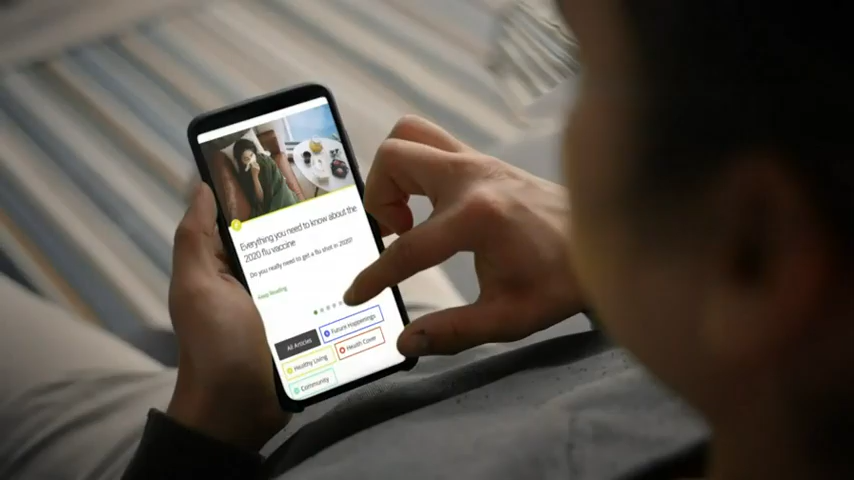 Everything you need to know about the
2020 flu vaccine
Do you really need to get a flu shot in 2020?
Keep Reading
All Articles
Future Happenings
Healthy Living
Health Cover
Community